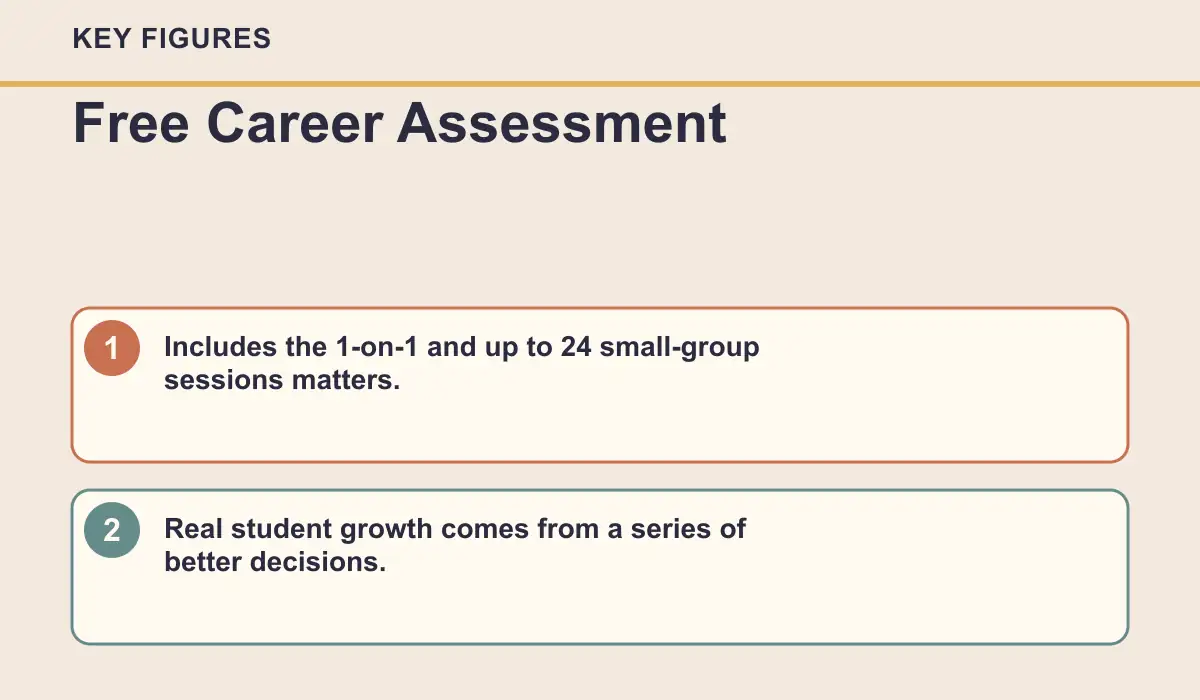 KEY FIGURES
Free Career Assessment
1
Includes the 1-on-1 and up to 24 small-group
sessions matters.
2
Real student growth comes from a series of
better decisions.